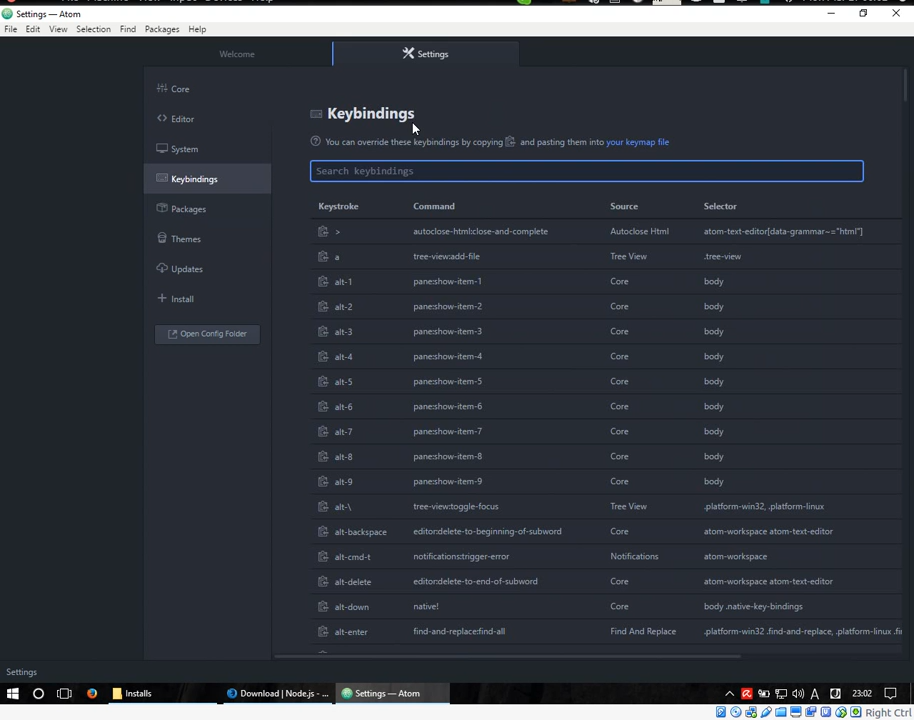 Settings — Atom
File Edit View Selection Find Packages Help
Welcome Settings
Core
Editor
System
Keybindings
Packages
Themes
Updates
Install
Open Config Folder
Keybindings
You can override these keybindings by copying and pasting them into your keymap file
Search keybindings
Keystroke Command Source Selector
> autoclose-html:close-and-complete Autoclose Html atom-text-editor[data-grammar~="html"]
a tree-view:add-file Tree View .tree-view
alt-1 pane:show-item-1 Core body
alt-2 pane:show-item-2 Core body
alt-3 pane:show-item-3 Core body
alt-4 pane:show-item-4 Core body
alt-5 pane:show-item-5 Core body
alt-6 pane:show-item-6 Core body
alt-7 pane:show-item-7 Core body
alt-8 pane:show-item-8 Core body
alt-9 pane:show-item-9 Core body
alt-\ tree-view:toggle-focus Tree View .platform-win32, .platform-linux
alt-backspace editor:delete-to-beginning-of-subword Core atom-workspace atom-text-editor
alt-cmd-t notifications:trigger-error Notifications atom-workspace
alt-delete editor:delete-to-end-of-subword Core atom-workspace atom-text-editor
alt-down native! Core body .native-key-bindings
alt-enter find-and-replace:find-all Find And Replace .platform-win32 .find-and-replace, .platform-linux .fi
Settings
Installs Download | Node.js - ... Settings — Atom 23:02
Right Ctrl